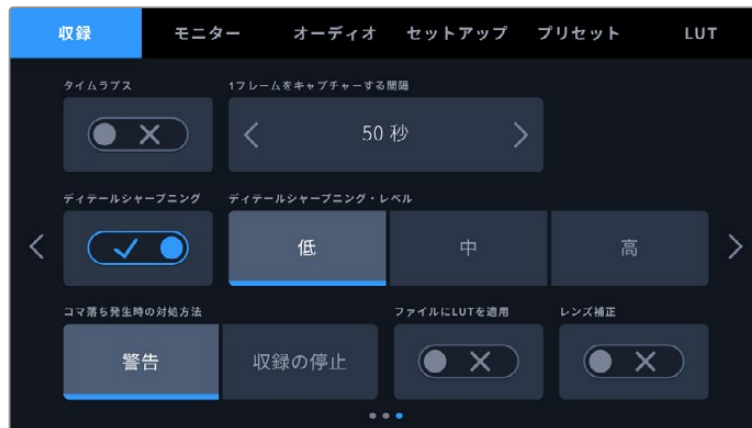 収録 モニター オーディオ セットアップ プリセット LUT
タイムラプス 1フレームをキャプチャーする間隔
50 秒
ディテールシャープニング ディテールシャープニング・レベル
低 中 高
コマ落ち発生時の対処方法 ファイルにLUTを適用 レンズ補正
警告 収録の停止